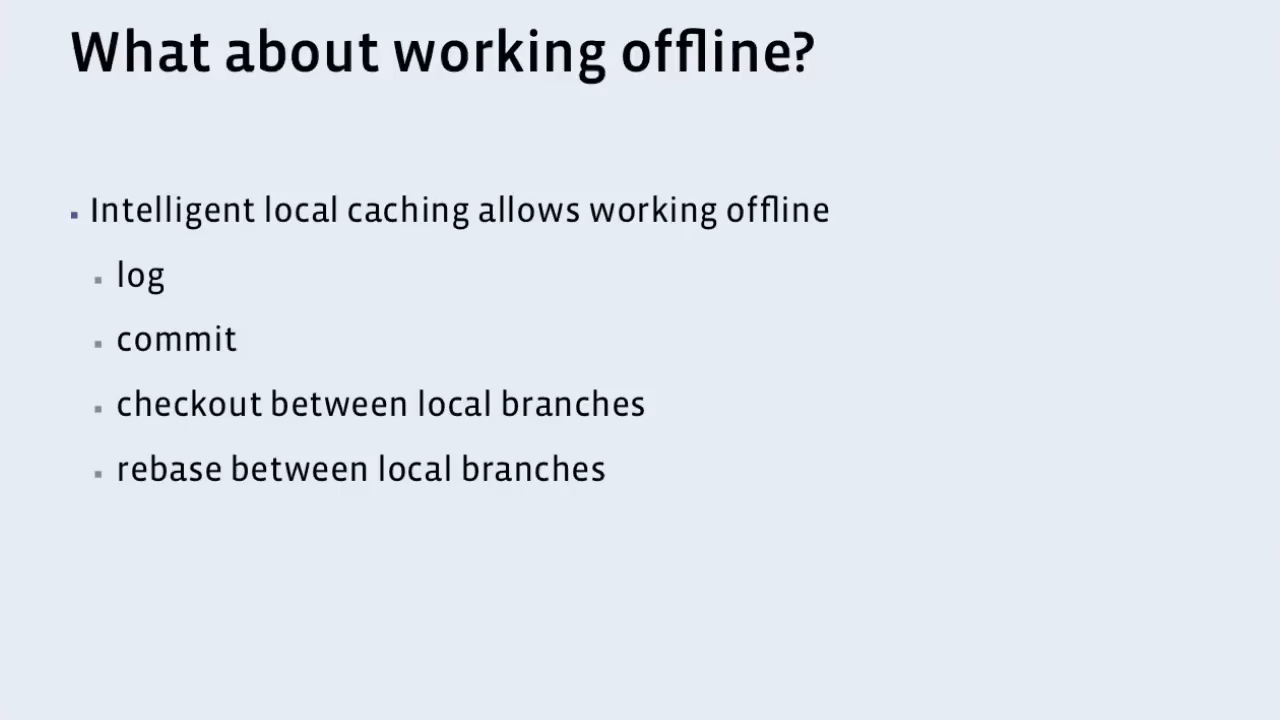 What about working offline?
Intelligent local caching allows working offline
log
commit
checkout between local branches
rebase between local branches